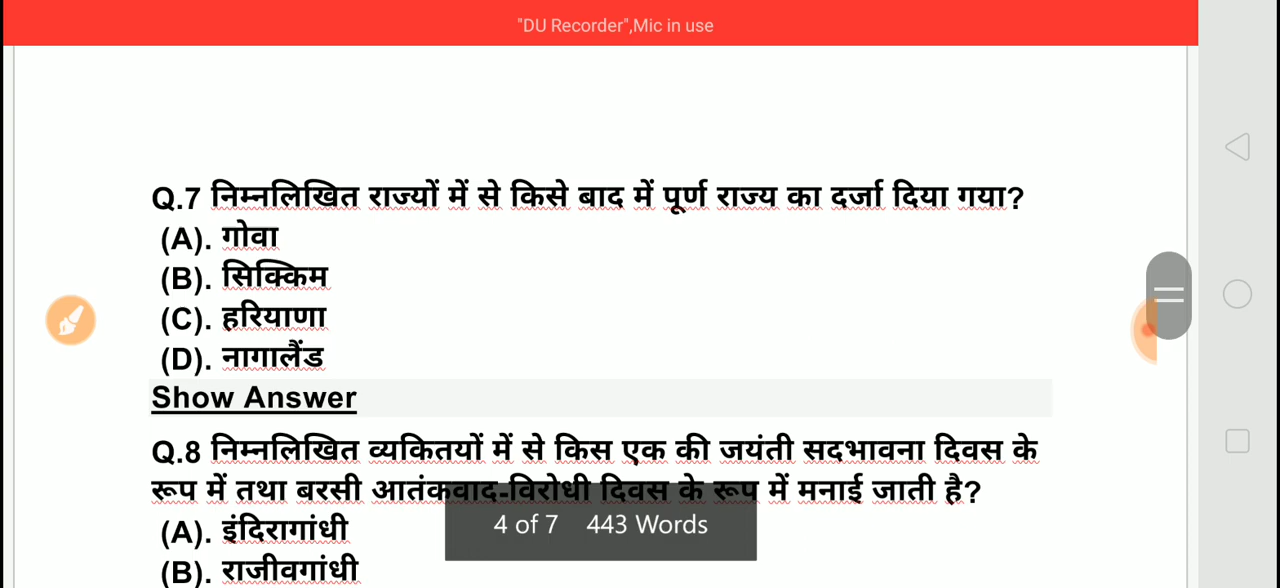 "DU Recorder",Mic in use
Q.7 निम्नलिखित राज्यों में से किसे बाद में पूर्ण राज्य का दर्जा दिया गया?
(A). गोवा
(B). सिक्किम
(C). हरियाणा
(D). नागालैंड
Show Answer
Q.8 निम्नलिखित व्यकितयों में से किस एक की जयंती सदभावना दिवस के
रूप में तथा बरसी आतंकवाद-विरोधी दिवस के रूप में मनाई जाती है?
4 of 7 443 Words
(A). इंदिरागांधी
(B). राजीवगांधी